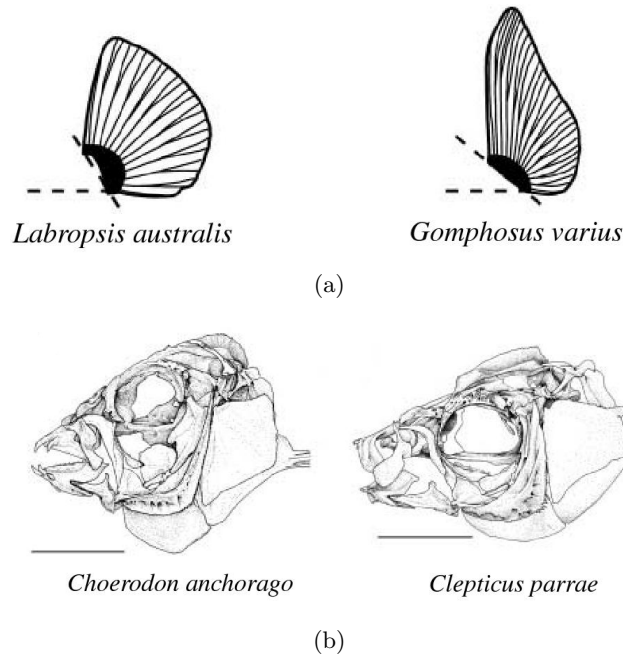 Labropsis australis
Gomphosus varius
(a)
Choerodon anchorago
Clepticus parrae
(b)